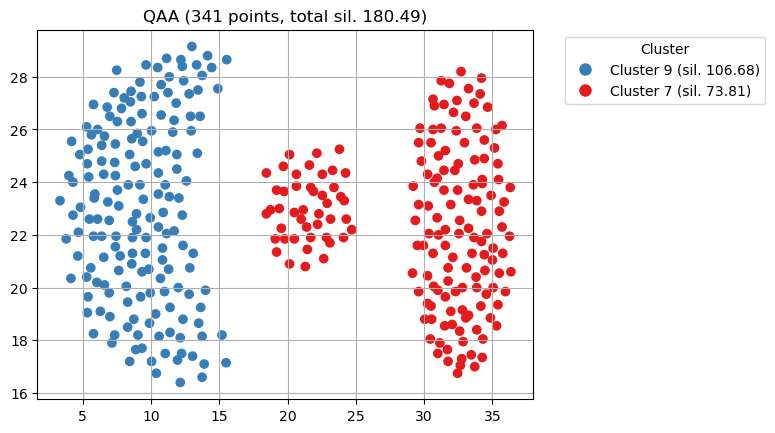 QAA (341 points, total sil. 180.49)
Cluster
Cluster 9 (sil. 106.68)
Cluster 7 (sil. 73.81)
28
26
24
22
20
18
16
5 10 15 20 25 30 35